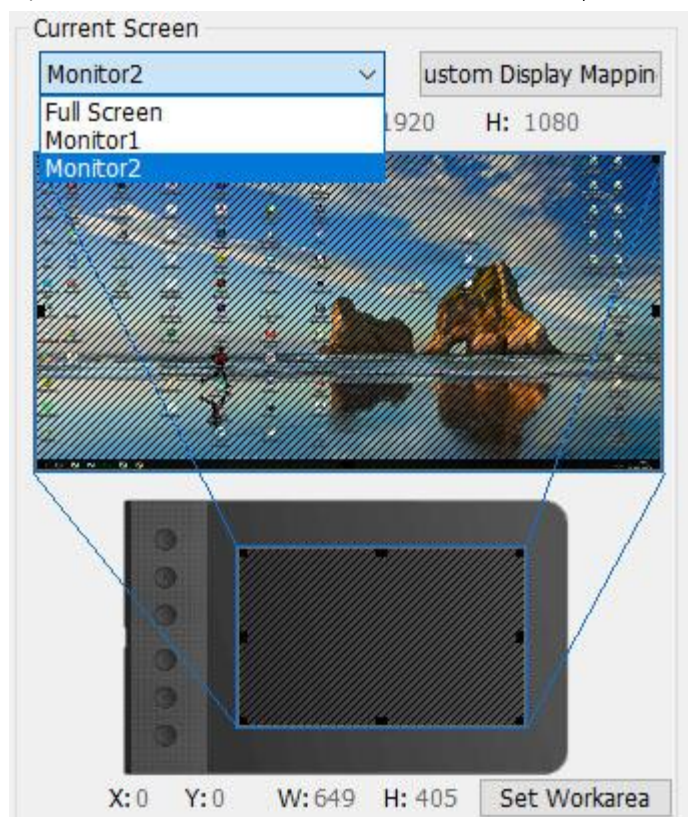 Current Screen
Monitor2
ustom Display Mappin
Full Screen
Monitor1
Monitor2
1920 H: 1080
X: 0 Y: 0 W: 649 H: 405 Set Workarea